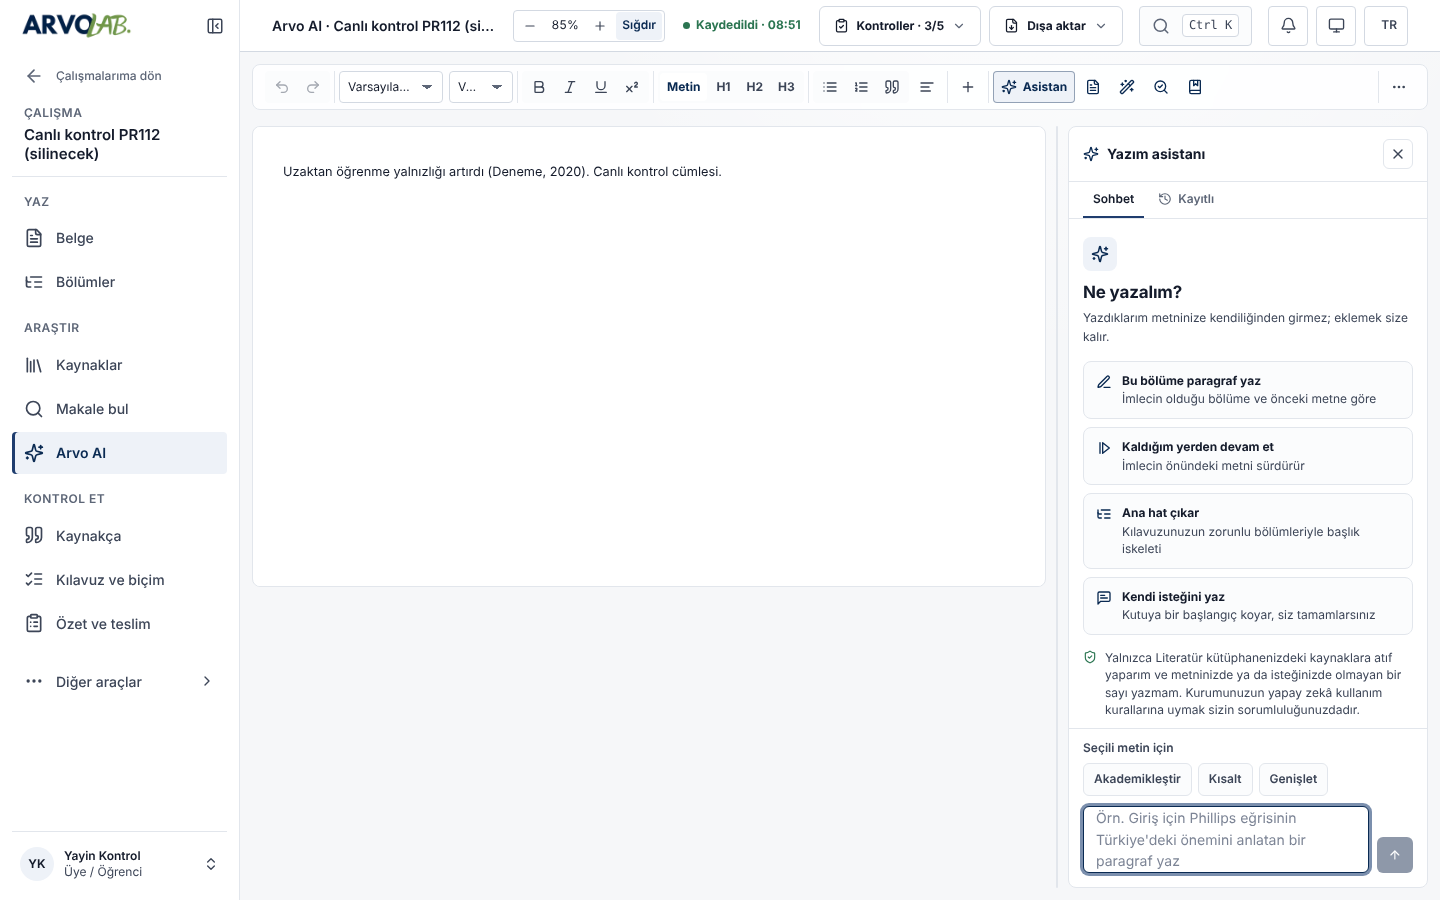 ARVOLAB.
Çalışmalarıma dön
ÇALIŞMA
Canlı kontrol PR112
(silinecek)
YAZ
Belge
Bölümler
ARAŞTIR
Kaynaklar
Makale bul
Arvo AI
KONTROL ET
Kaynakça
Kılavuz ve biçim
Özet ve teslim
Diğer araçlar
YK
Yayin Kontrol
Üye / Öğrenci
Arvo AI · Canlı kontrol PR112 (si...
85%
Sığdır
Kaydedildi · 08:51
Kontroller · 3/5
Dışa aktar
Ctrl K
TR
Varsayıla...
V...
B I U x²
Metin H1 H2 H3
Asistan
Uzaktan öğrenme yalnızlığı artırdı (Deneme, 2020). Canlı kontrol cümlesi.
Yazım asistanı
Sohbet
Kayıtlı
Ne yazalım?
Yazdıklarım metninize kendiliğinden girmez; eklemek size
kalır.
Bu bölüme paragraf yaz
İmlecin olduğu bölüme ve önceki metne göre
Kaldığım yerden devam et
İmlecin önündeki metni sürdürür
Ana hat çıkar
Kılavuzunuzun zorunlu bölümleriyle başlık
iskeleti
Kendi isteğini yaz
Kutuya bir başlangıç koyar, siz tamamlarsınız
Yalnızca Literatür kütüphanenizdeki kaynaklara atıf
yaparım ve metninizde ya da isteğinizde olmayan bir
sayı yazmam. Kurumunuzun yapay zekâ kullanım
kurallarına uymak sizin sorumluluğunuzdadır.
Seçili metin için
Akademikleştir
Kısalt
Genişlet
Örn. Giriş için Phillips eğrisinin
Türkiye'deki önemini anlatan bir
paragraf yaz